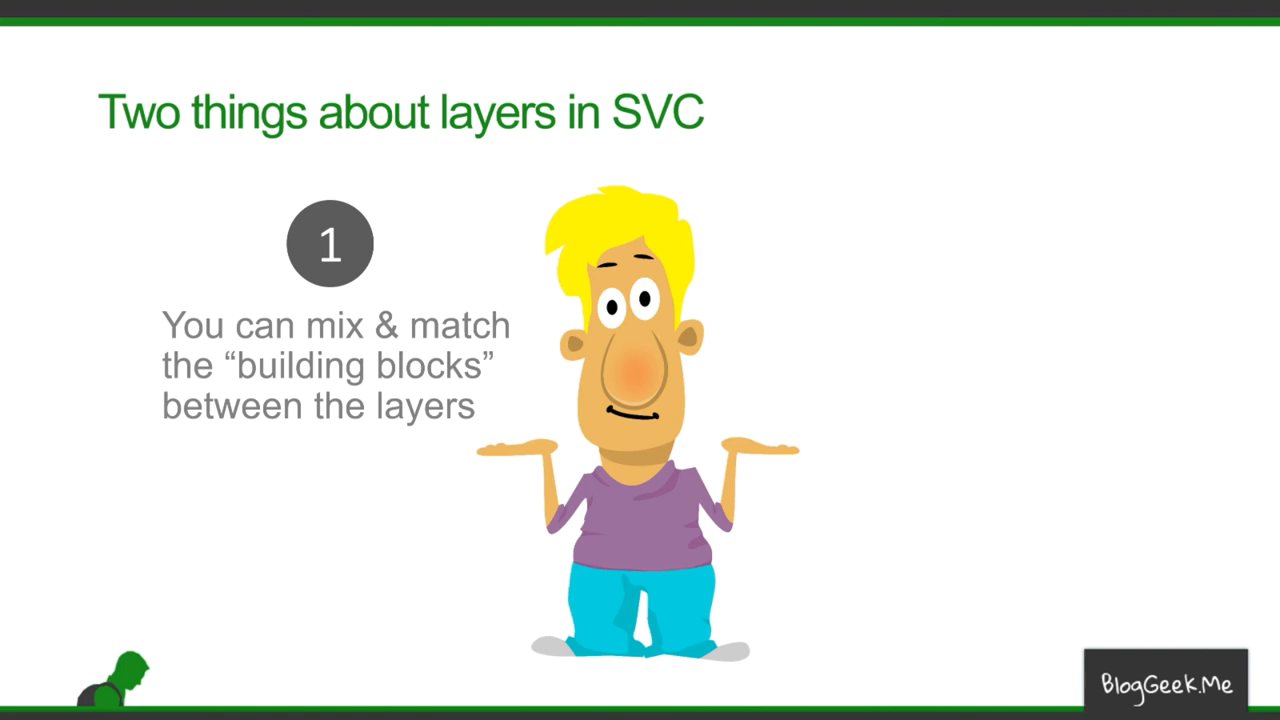 Two things about layers in SVC
1
You can mix & match
the “building blocks”
between the layers
BlogGeek.Me